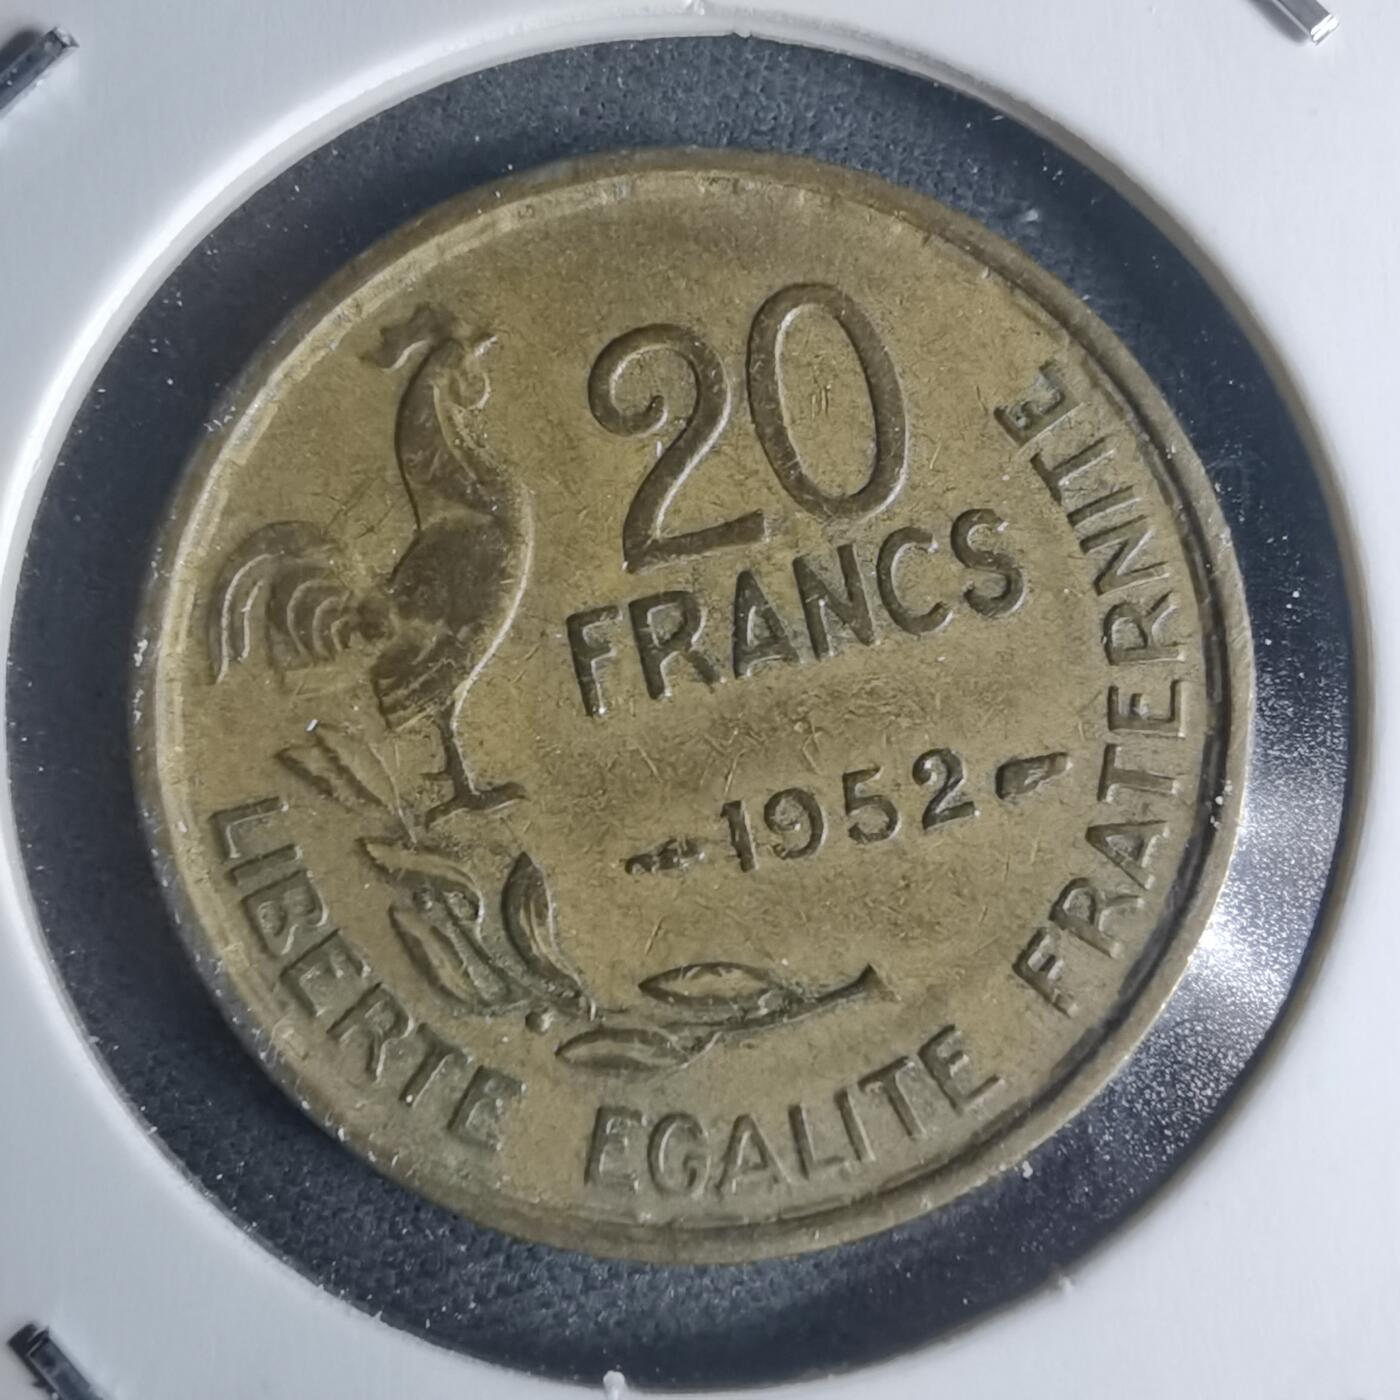 20
FRANCS
1952
LIBERTE EGALITE FRATERNITE